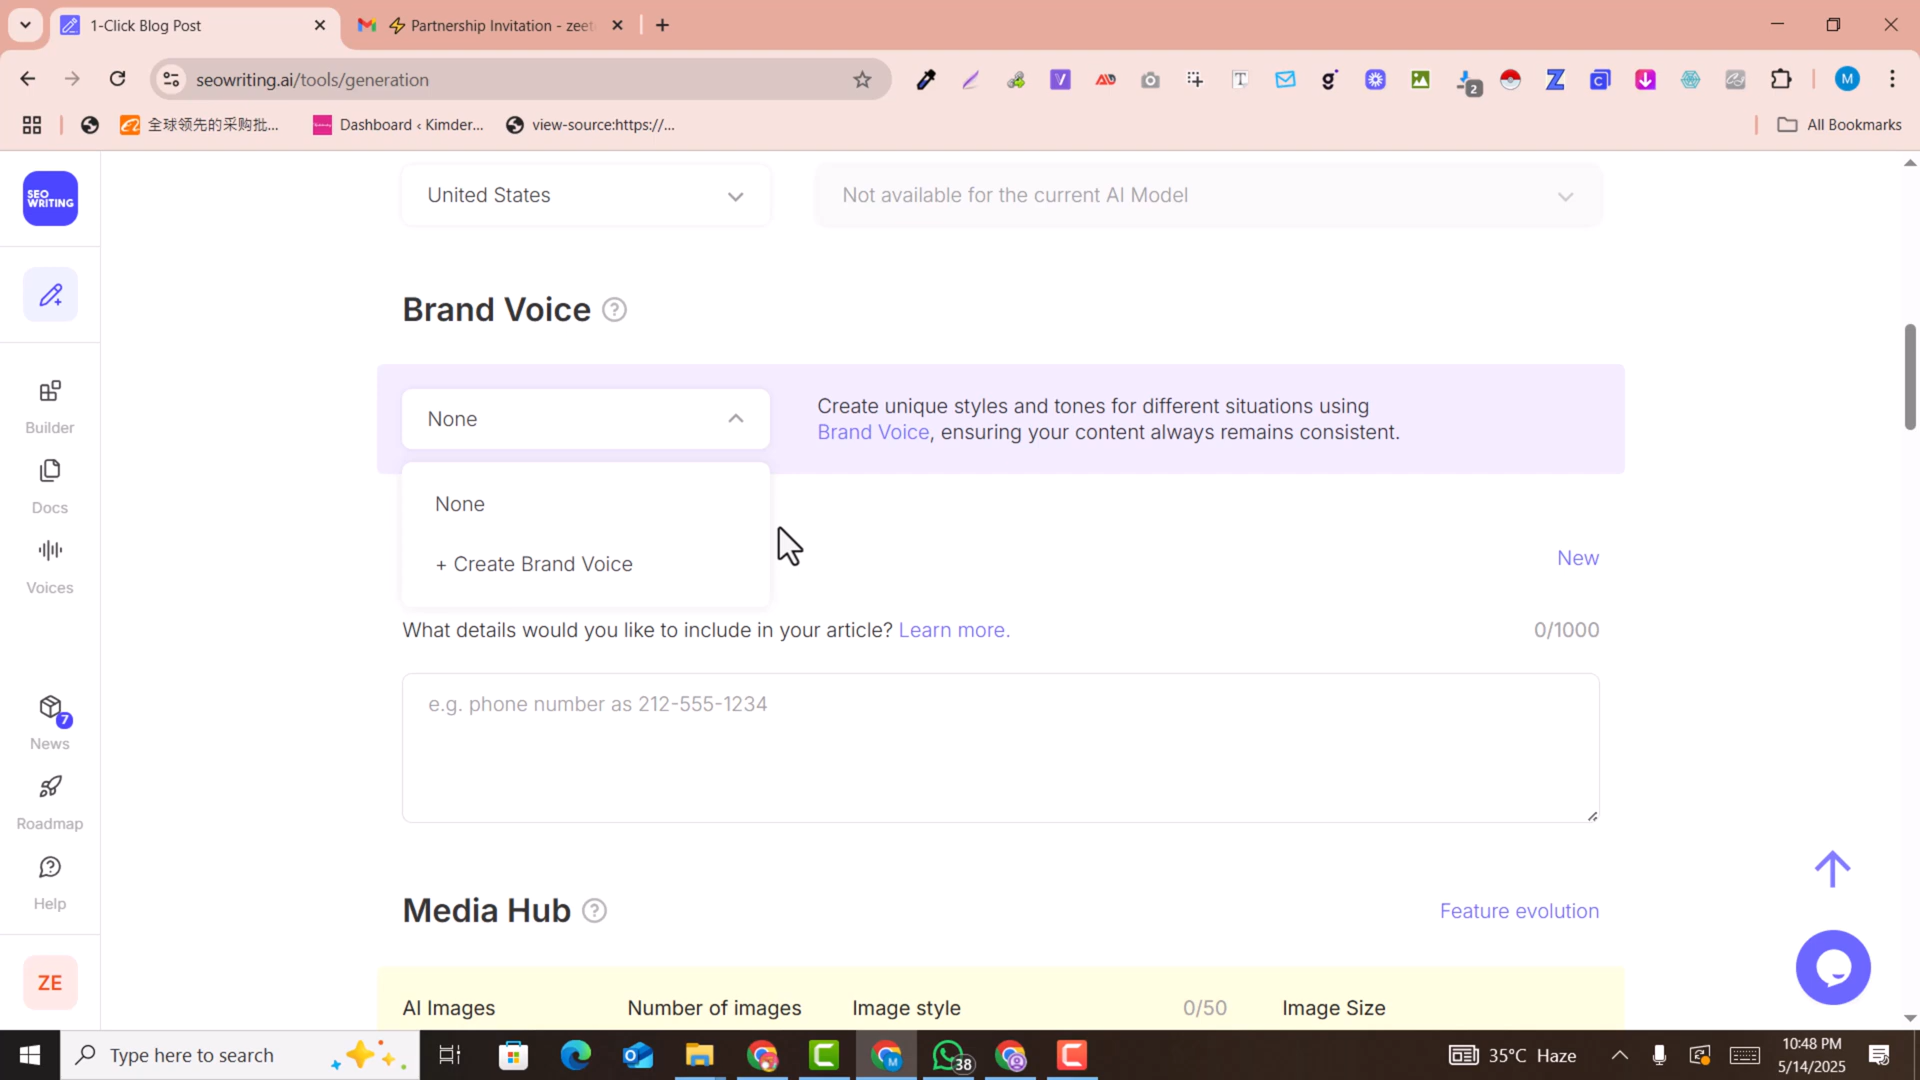 1-Click Blog Post
Partnership Invitation - zeet
seowriting.ai/tools/generation
2
M
全球领先的采购批...
Dashboard ‹ Kimder...
view-source:https://...
All Bookmarks
SEO
WRITING
United States
Not available for the current AI Model
Brand Voice
Builder
None
Create unique styles and tones for different situations using
Brand Voice, ensuring your content always remains consistent.
Docs
None
+ Create Brand Voice
New
Voices
What details would you like to include in your article? Learn more.
0/1000
e.g. phone number as 212-555-1234
7
News
Roadmap
Help
Media Hub
Feature evolution
ZE
AI Images
Number of images
Image style
0/50
Image Size
Type here to search
38
35°C Haze
10:48 PM
5/14/2025